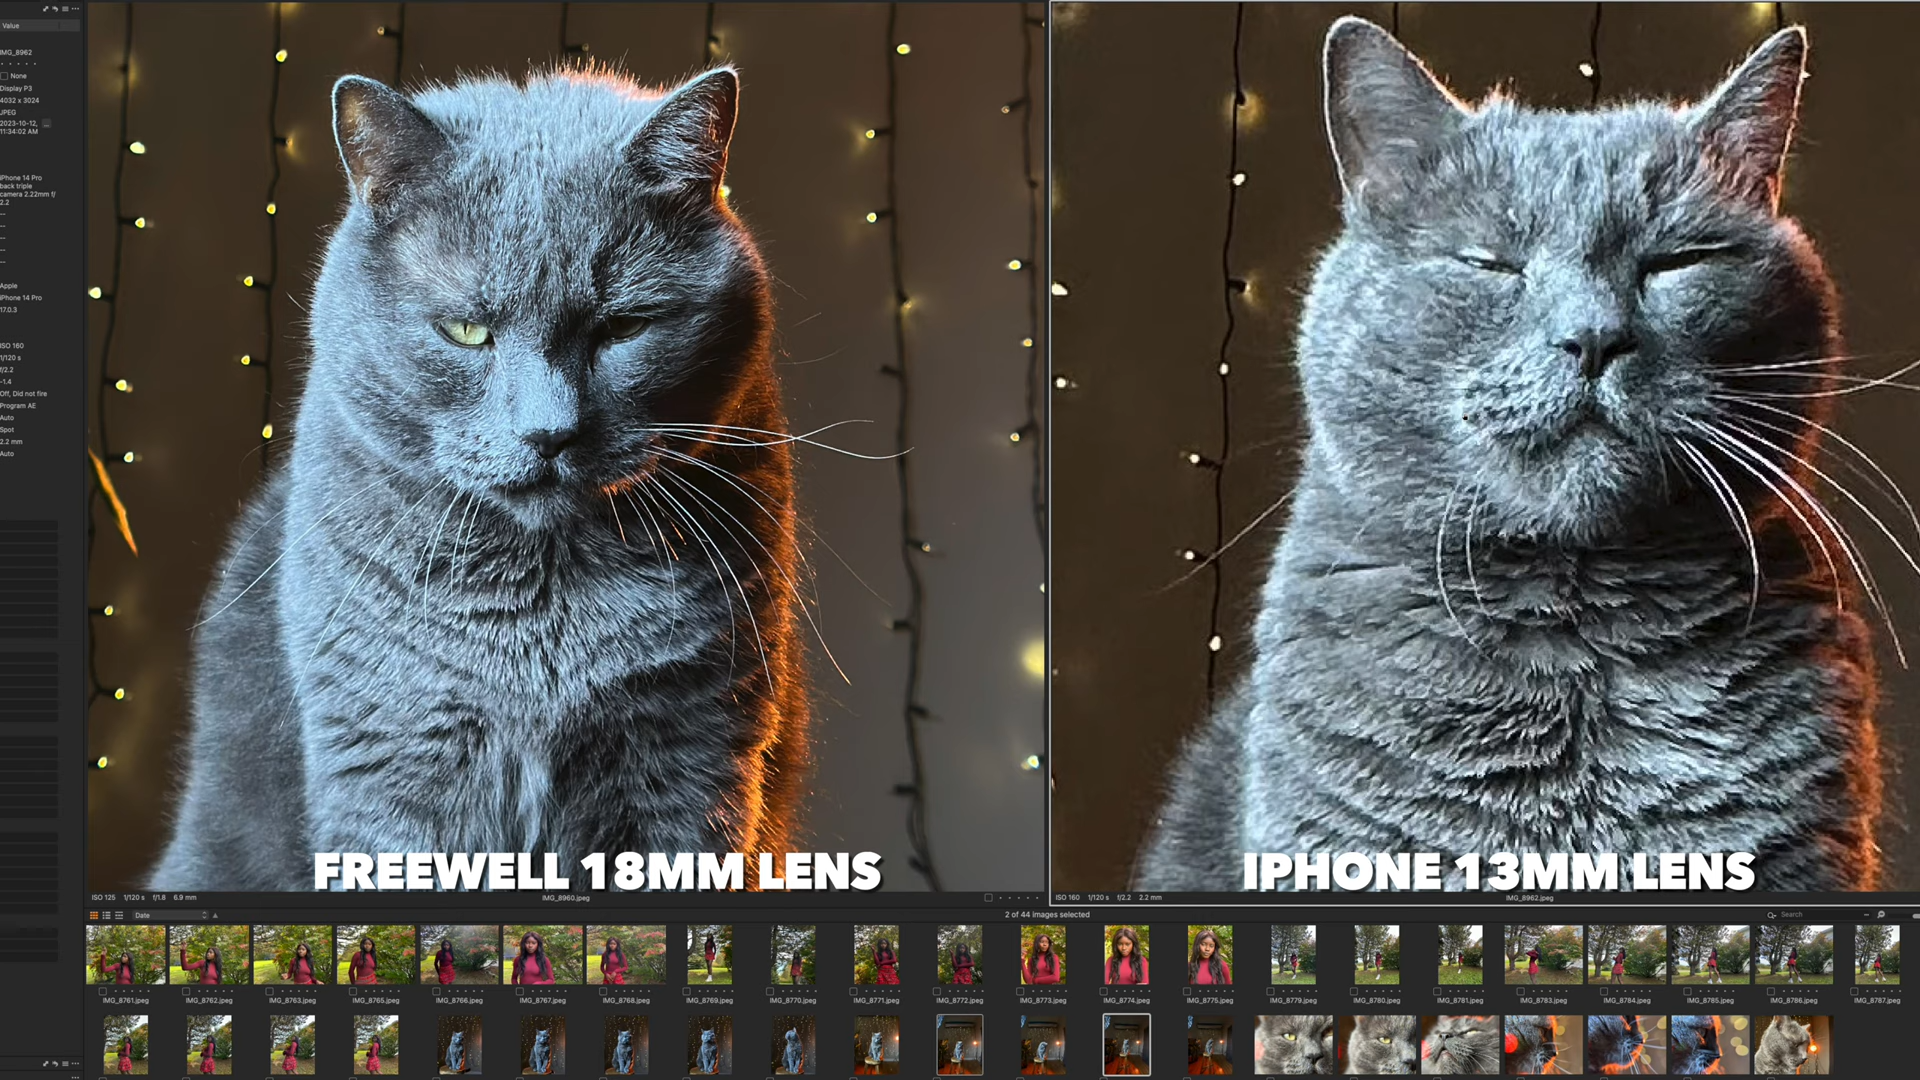 Value
IMG_8962
None
Display P3
4032 x 3024
JPEG
2023-10-12,
11:34:02 AM
iPhone 14 Pro
back triple
camera 2.22mm f/
2.2
--
--
--
--
--
Apple
iPhone 14 Pro
17.0.3
ISO 160
1/120 s
f/2.2
-1.4
Off, Did not fire
Program AE
Auto
Spot
2.2 mm
Auto
FREEWELL 18MM LENS
IPHONE 13MM LENS
ISO 125 1/120 s f/1.8 6.9 mm
IMG_8960.jpeg
ISO 160 1/120 s f/2.2 2.2 mm
IMG_8962.jpeg
Date
2 of 44 images selected
Search
IMG_8761.jpeg IMG_8762.jpeg IMG_8763.jpeg IMG_8765.jpeg IMG_8766.jpeg IMG_8767.jpeg IMG_8768.jpeg IMG_8769.jpeg IMG_8770.jpeg IMG_8771.jpeg IMG_8772.jpeg IMG_8773.jpeg IMG_8774.jpeg IMG_8775.jpeg IMG_8779.jpeg IMG_8780.jpeg IMG_8781.jpeg IMG_8783.jpeg IMG_8784.jpeg IMG_8785.jpeg IMG_8786.jpeg IMG_8787.jpeg